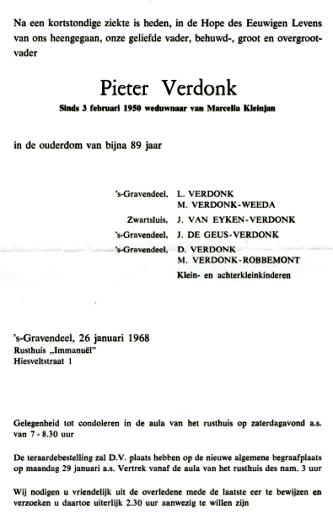 Na een kortstondige ziekte is heden, in de Hope des Eeuwigen Levens
van ons heengegaan, onze geliefde vader, behuwd-, groot en overgroot-
vader
Pieter Verdonk
Sinds 3 februari 1950 weduwnaar van Marcelia Kleinjan
in de ouderdom van bijna 89 jaar
's-Gravendeel, L. VERDONK
M. VERDONK-WEEDA
Zwartsluis, J. VAN EYKEN-VERDONK
's-Gravendeel, J. DE GEUS-VERDONK
's-Gravendeel, D. VERDONK
M. VERDONK-ROBBEMONT
Klein- en achterkleinkinderen
's-Gravendeel, 26 januari 1968
Rusthuis „Immanuël"
Hiesveltstraat 1
Gelegenheid tot condoleren in de aula van het rusthuis op zaterdagavond a.s.
van 7 - 8.30 uur
De teraardebestelling zal D.V. plaats hebben op de nieuwe algemene begraafplaats
op maandag 29 januari a.s. Vertrek vanaf de aula van het rusthuis des nam. 3 uur
Wij nodigen u vriendelijk uit de overledene mede de laatste eer te bewijzen en
verzoeken u daartoe uiterlijk 2.30 uur aanwezig te willen zijn